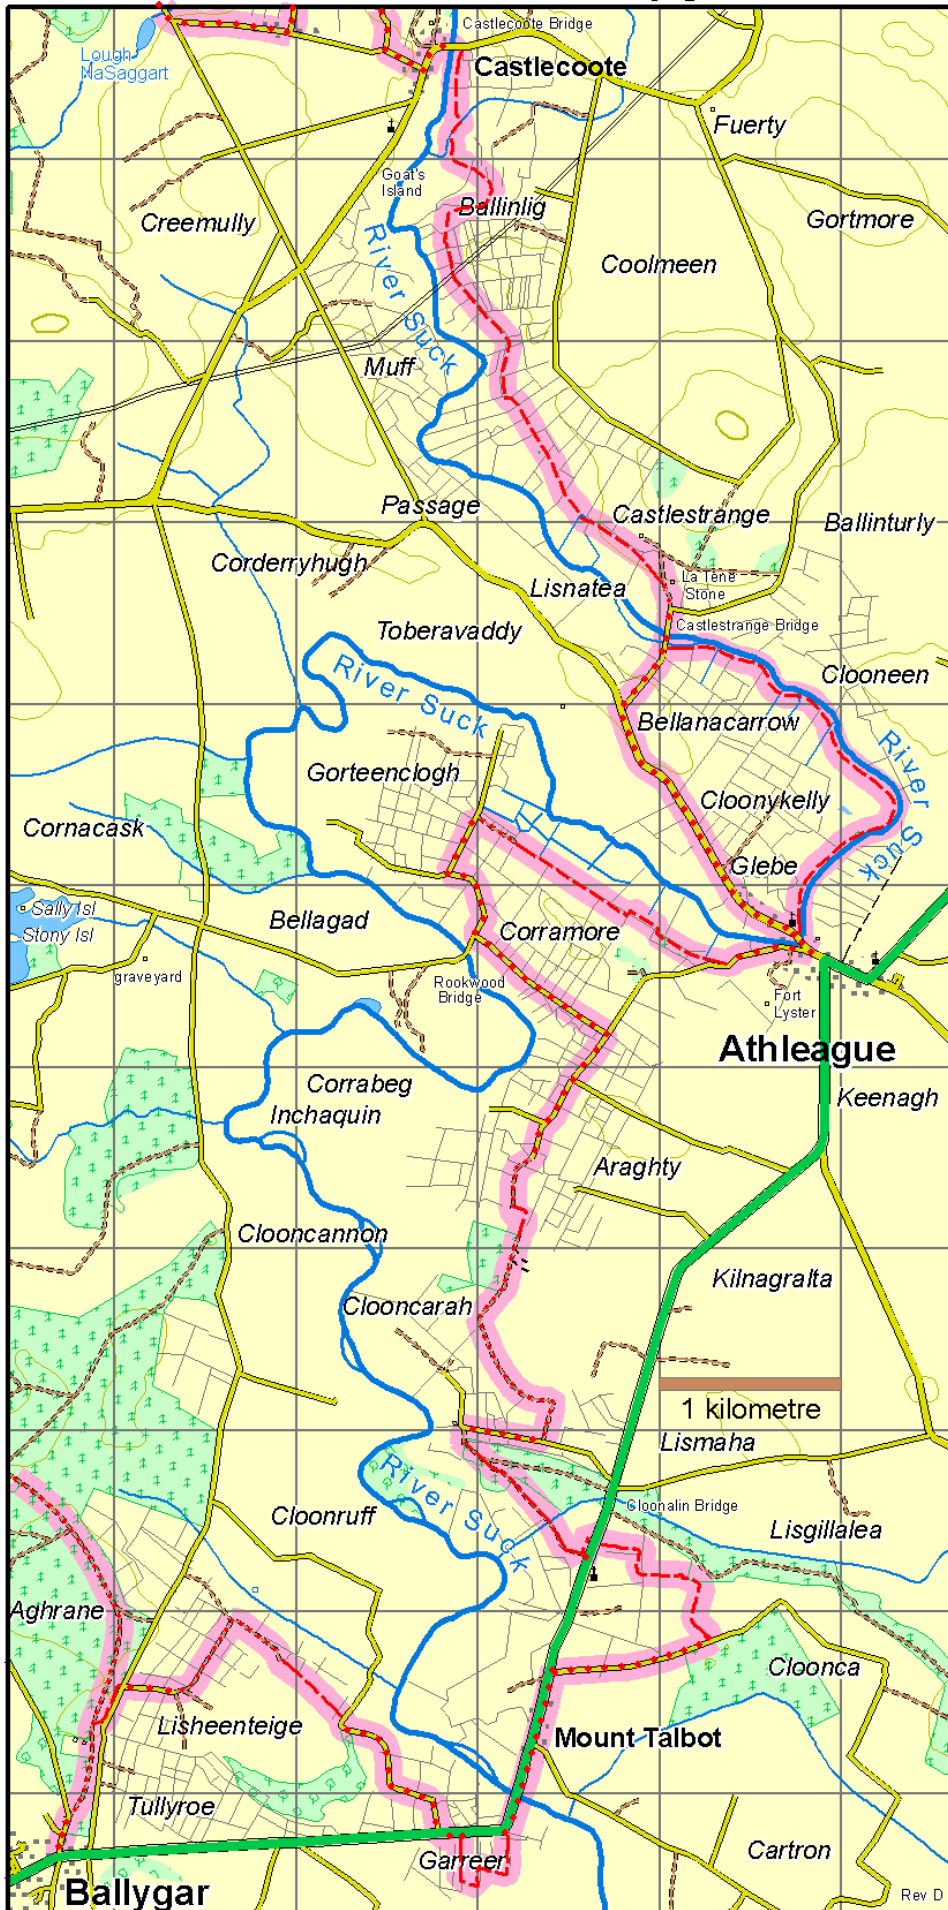 Castlecoote Bridge
Lough
NaSaggart
Castlecoote
Fuerty
Goat's
Island
Ballinlig
Creemully
Gortmore
River Suck
Coolmeen
Muff
Passage
Castlestrange
Ballinturly
Corderryhugh
Lisnatea
La Tene
Stone
Castlestrange Bridge
Toberavaddy
Clooneen
River Suck
Bellanacarrow
River Suck
Gorteenclogh
Cloonykelly
Cornacask
Glebe
Sally Isl
Stony Isl
Bellagad
Corramore
graveyard
Rookwood
Bridge
Fort
Lyster
Athleague
Corrabeg
Keenagh
Inchaquin
Araghty
Clooncannon
Kilnagralta
Clooncarah
1 kilometre
Lismaha
River Suck
Cloonalin Bridge
Cloonruff
Lisgillalea
Aghrane
Cloonca
Lisheenteige
Mount Talbot
Tullyroe
Cartron
Garreer
Ballygar
Rev D